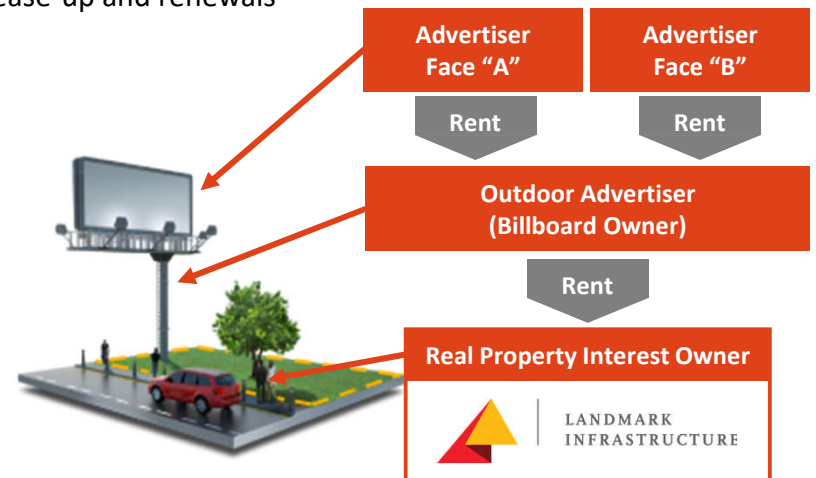 ease-up and renewals
Advertiser
Face “A”
Advertiser
Face “B”
Rent
Rent
Outdoor Advertiser
(Billboard Owner)
Rent
Real Property Interest Owner
LANDMARK
INFRASTRUCTURE